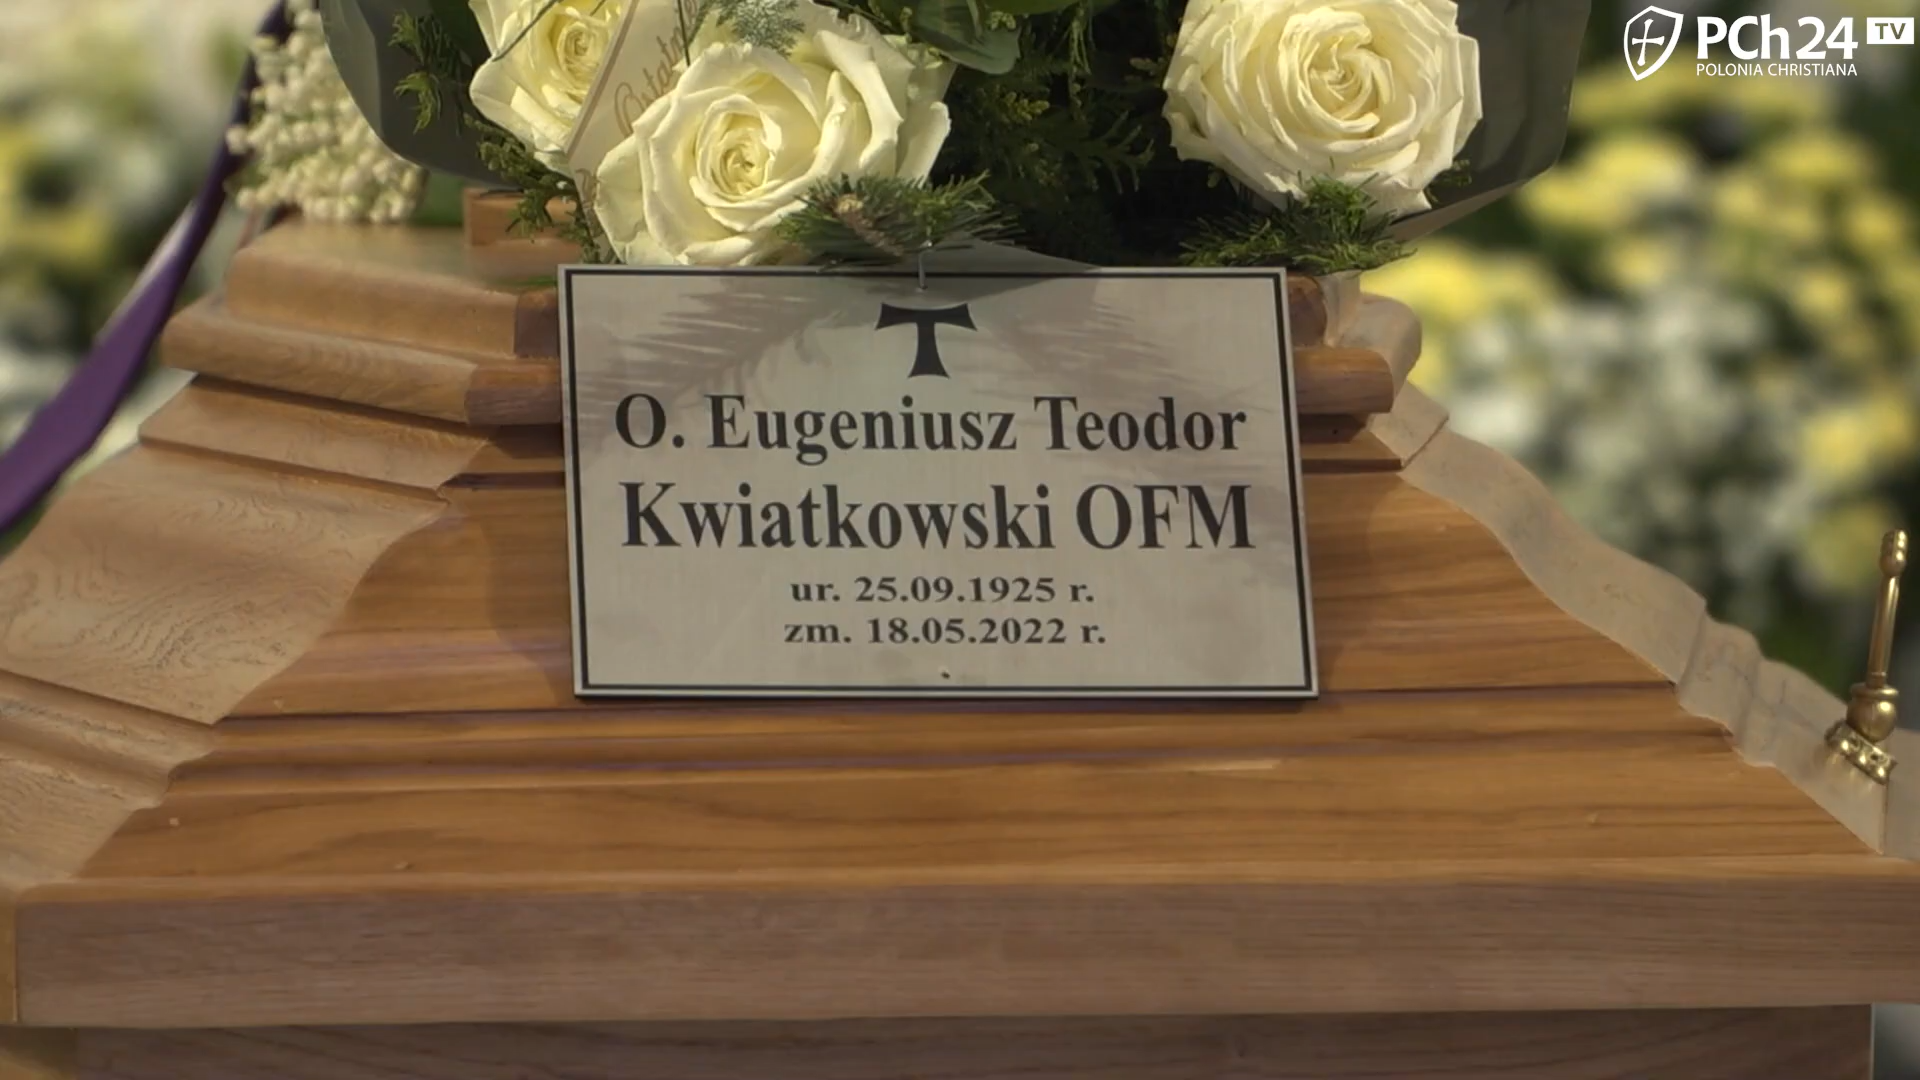 PCh24 TV
POLONIA CHRISTIANA
O. Eugeniusz Teodor
Kwiatkowski OFM
ur. 25.09.1925 r.
zm. 18.05.2022 r.